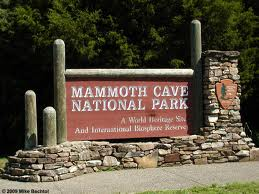 MAMMOTH CAVE
NATIONAL PARK
A World Heritage Site
And International Biosphere Reserve
© 2009 Mike Bechtol